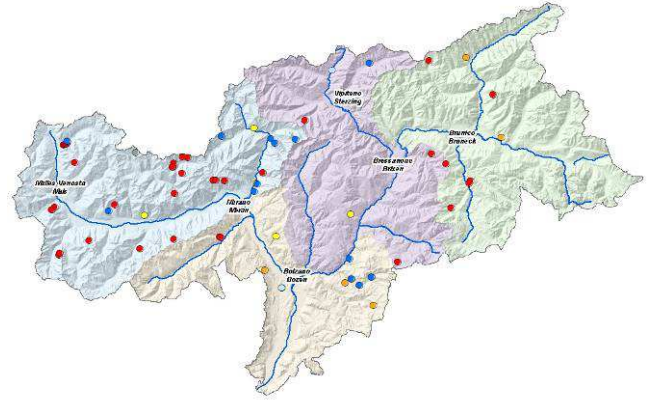 Vipiteno
Sterzing
Brunico
Bruneck
Bressanone
Brixen
Malles Venosta
Mals
Merano
Meran
Bolzano
Bozen